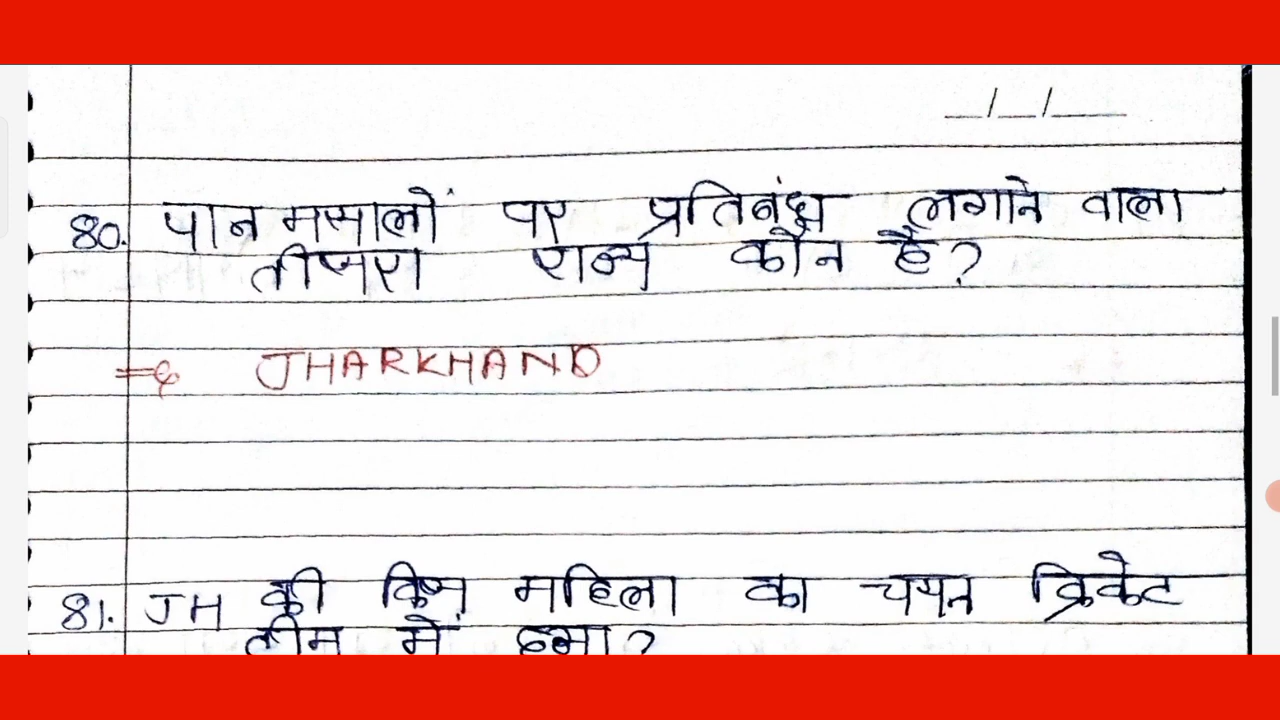 __/__/____
80. पान मसालों पर प्रतिबंध लगाने वाला
तीसरा राज्य कौन है?
⇒ JHARKHAND
81. JH की किस महिला का चयन क्रिकेट
टीम में हुआ?